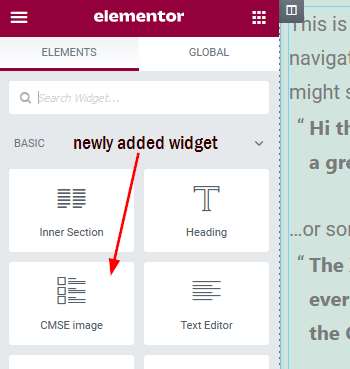 elementor
ELEMENTS
GLOBAL
Search Widget...
BASIC
newly added widget
Inner Section
Heading
CMSE image
Text Editor
This is
navigat
might s
“ Hi th
a gre
...or so
“ The
ever
the